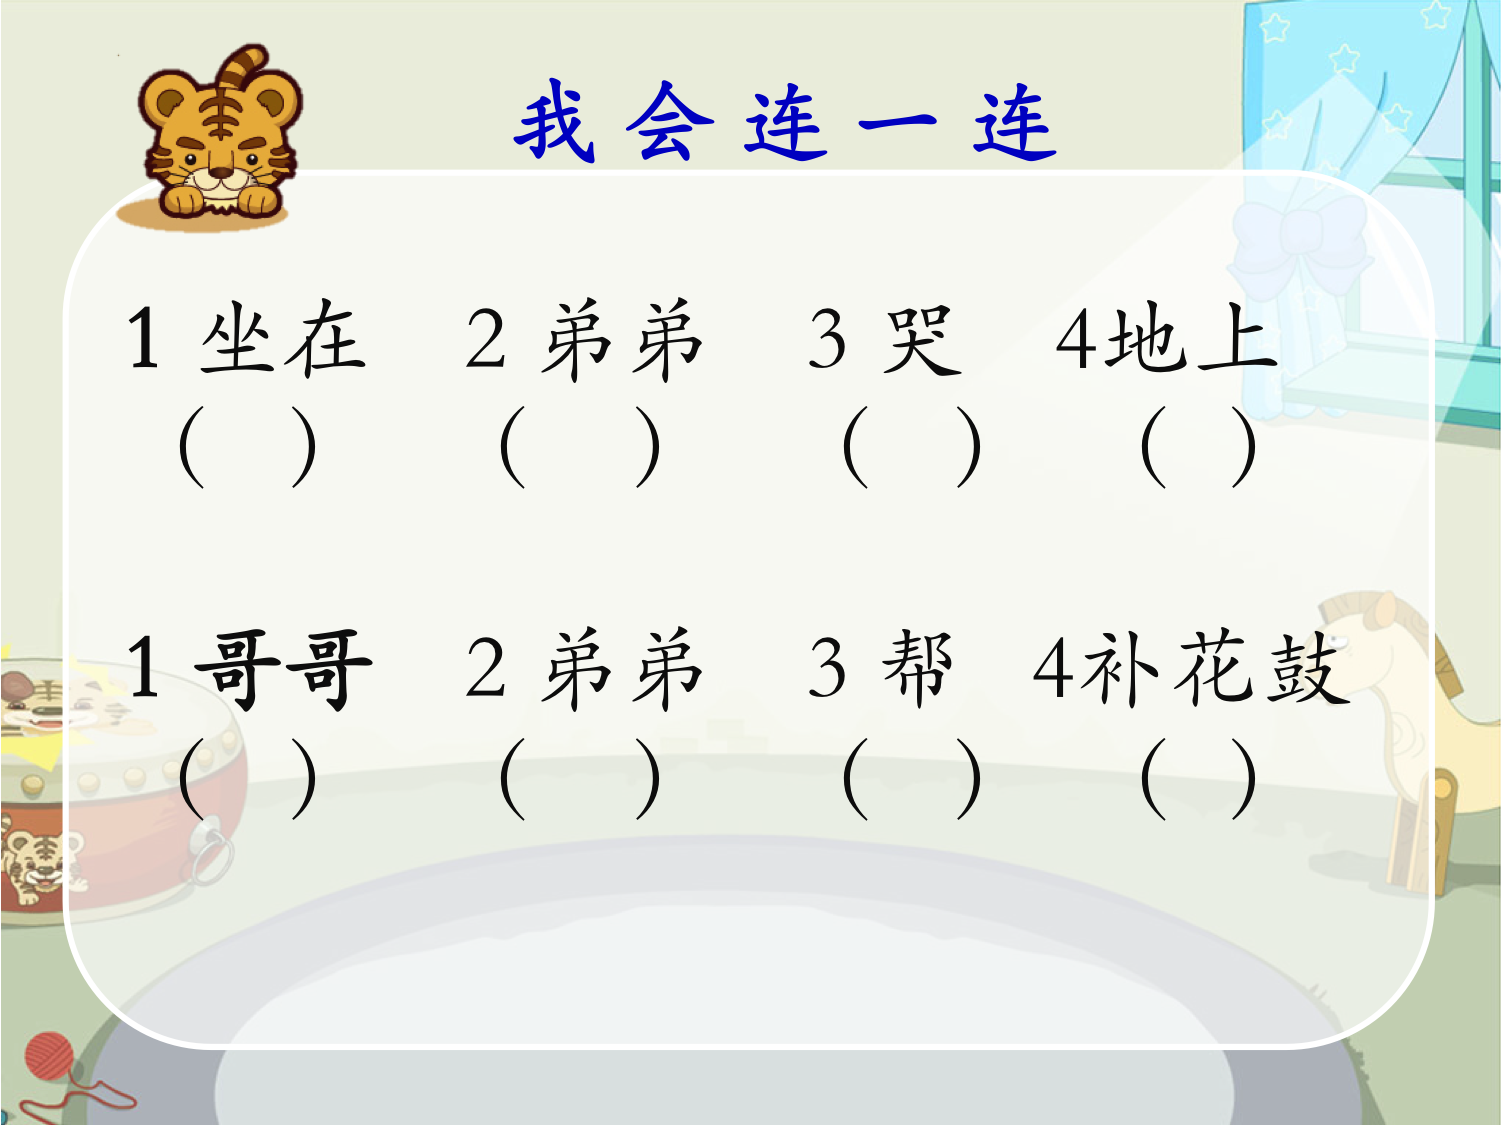 我会连一连
1 坐在 2 弟弟 3 哭 4地上
( ) ( ) ( ) ( )
1 哥哥 2 弟弟 3 帮 4补花鼓
( ) ( ) ( ) ( )